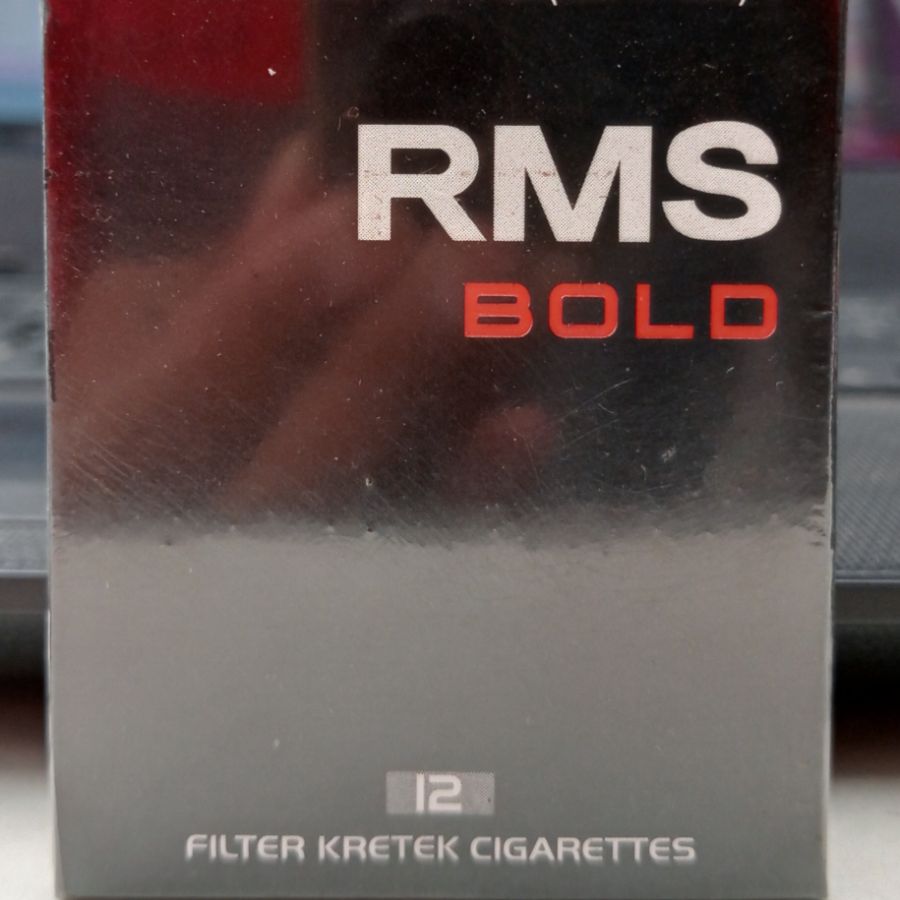 RMS
BOLD
12
FILTER KRETEK CIGARETTES